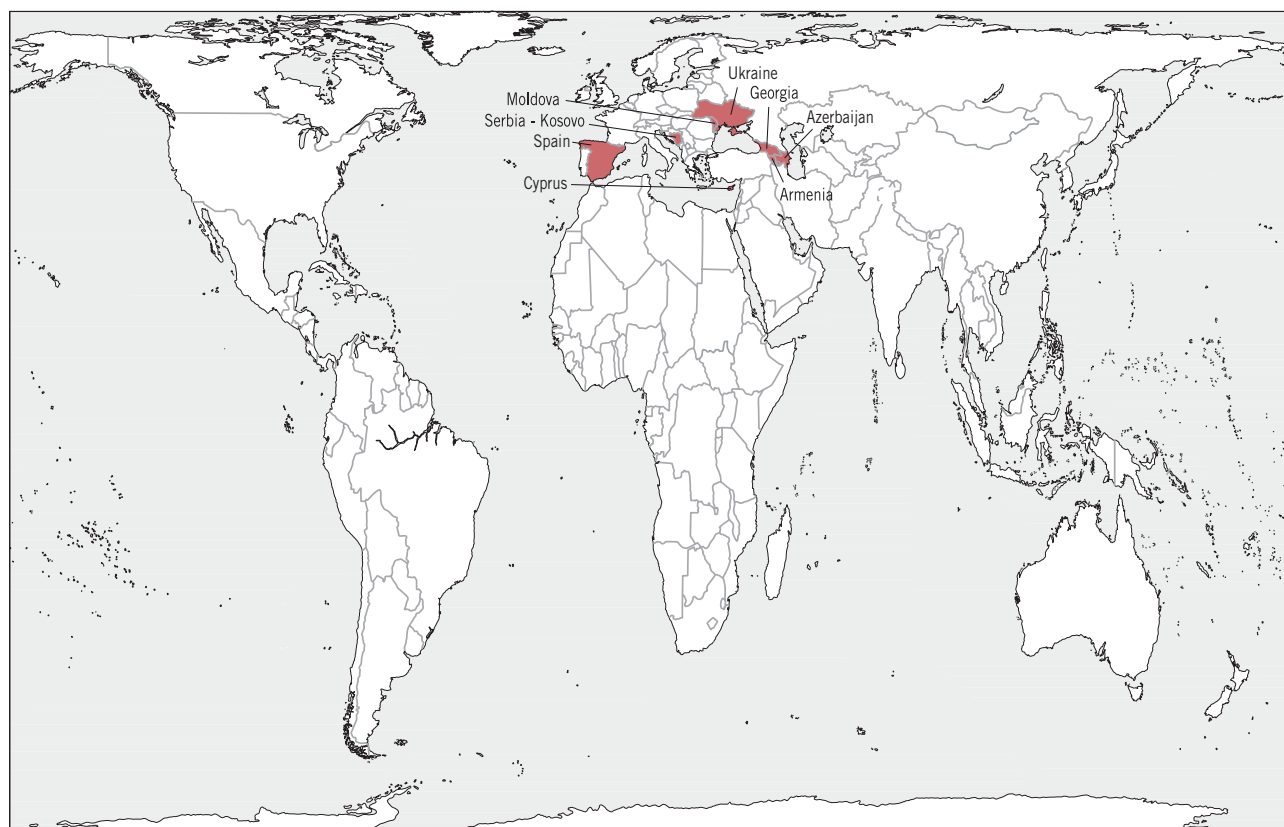 Ukraine
Georgia
Moldova
Azerbaijan
Serbia - Kosovo
Spain
Cyprus
Armenia